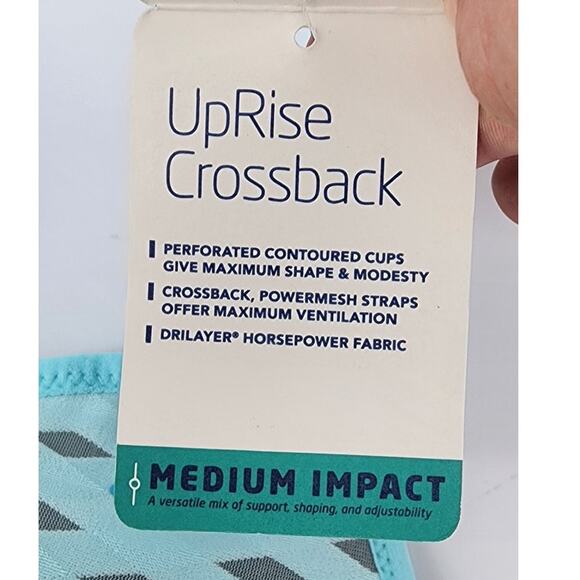 UpRise
Crossback
PERFORATED CONTOURED CUPS
GIVE MAXIMUM SHAPE & MODESTY
CROSSBACK, POWERMESH STRAPS
OFFER MAXIMUM VENTILATION
DRILAYER® HORSEPOWER FABRIC
MEDIUM IMPACT
A versatile mix of support, shaping, and adjustability